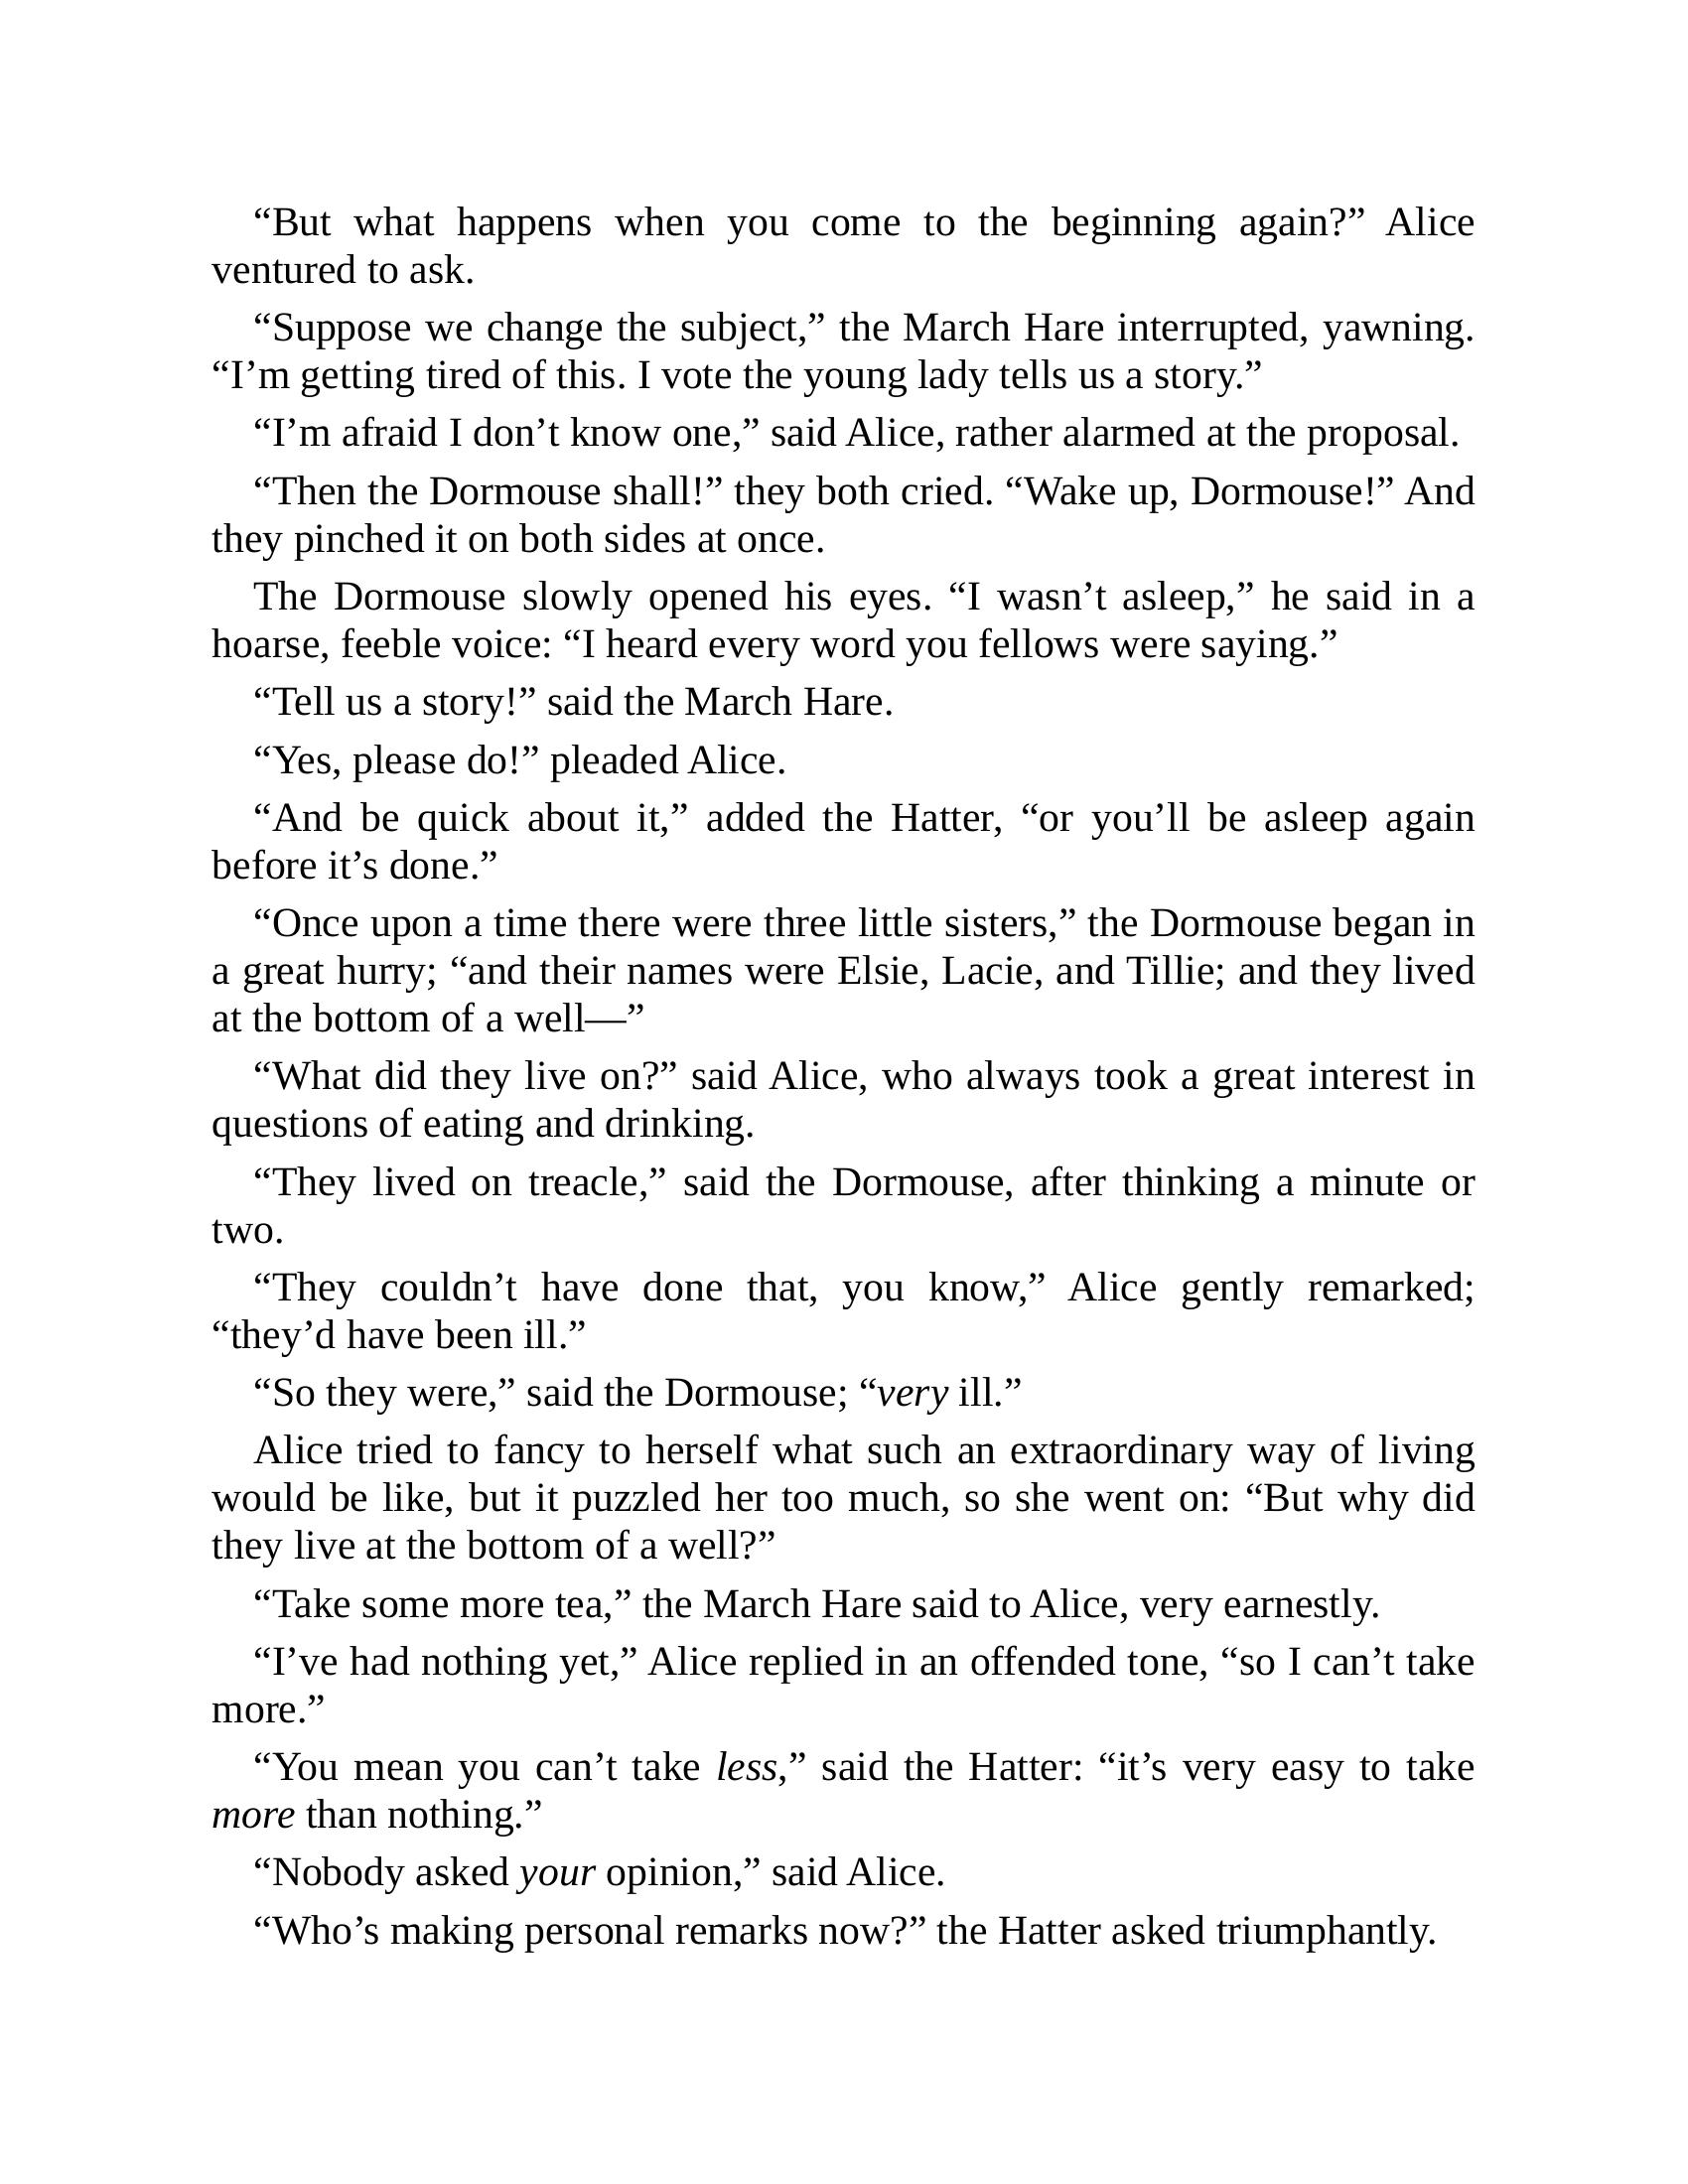 “But what happens when you come to the beginning again?” Alice
ventured to ask.
“Suppose we change the subject,” the March Hare interrupted, yawning.
“I’m getting tired of this. I vote the young lady tells us a story.”
“I’m afraid I don’t know one,” said Alice, rather alarmed at the proposal.
“Then the Dormouse shall!” they both cried. “Wake up, Dormouse!” And
they pinched it on both sides at once.
The Dormouse slowly opened his eyes. “I wasn’t asleep,” he said in a
hoarse, feeble voice: “I heard every word you fellows were saying.”
“Tell us a story!” said the March Hare.
“Yes, please do!” pleaded Alice.
“And be quick about it,” added the Hatter, “or you’ll be asleep again
before it’s done.”
“Once upon a time there were three little sisters,” the Dormouse began in
a great hurry; “and their names were Elsie, Lacie, and Tillie; and they lived
at the bottom of a well—”
“What did they live on?” said Alice, who always took a great interest in
questions of eating and drinking.
“They lived on treacle,” said the Dormouse, after thinking a minute or
two.
“They couldn’t have done that, you know,” Alice gently remarked;
“they’d have been ill.”
“So they were,” said the Dormouse; “very ill.”
Alice tried to fancy to herself what such an extraordinary way of living
would be like, but it puzzled her too much, so she went on: “But why did
they live at the bottom of a well?”
“Take some more tea,” the March Hare said to Alice, very earnestly.
“I’ve had nothing yet,” Alice replied in an offended tone, “so I can’t take
more.”
“You mean you can’t take less,” said the Hatter: “it’s very easy to take
more than nothing.”
“Nobody asked your opinion,” said Alice.
“Who’s making personal remarks now?” the Hatter asked triumphantly.